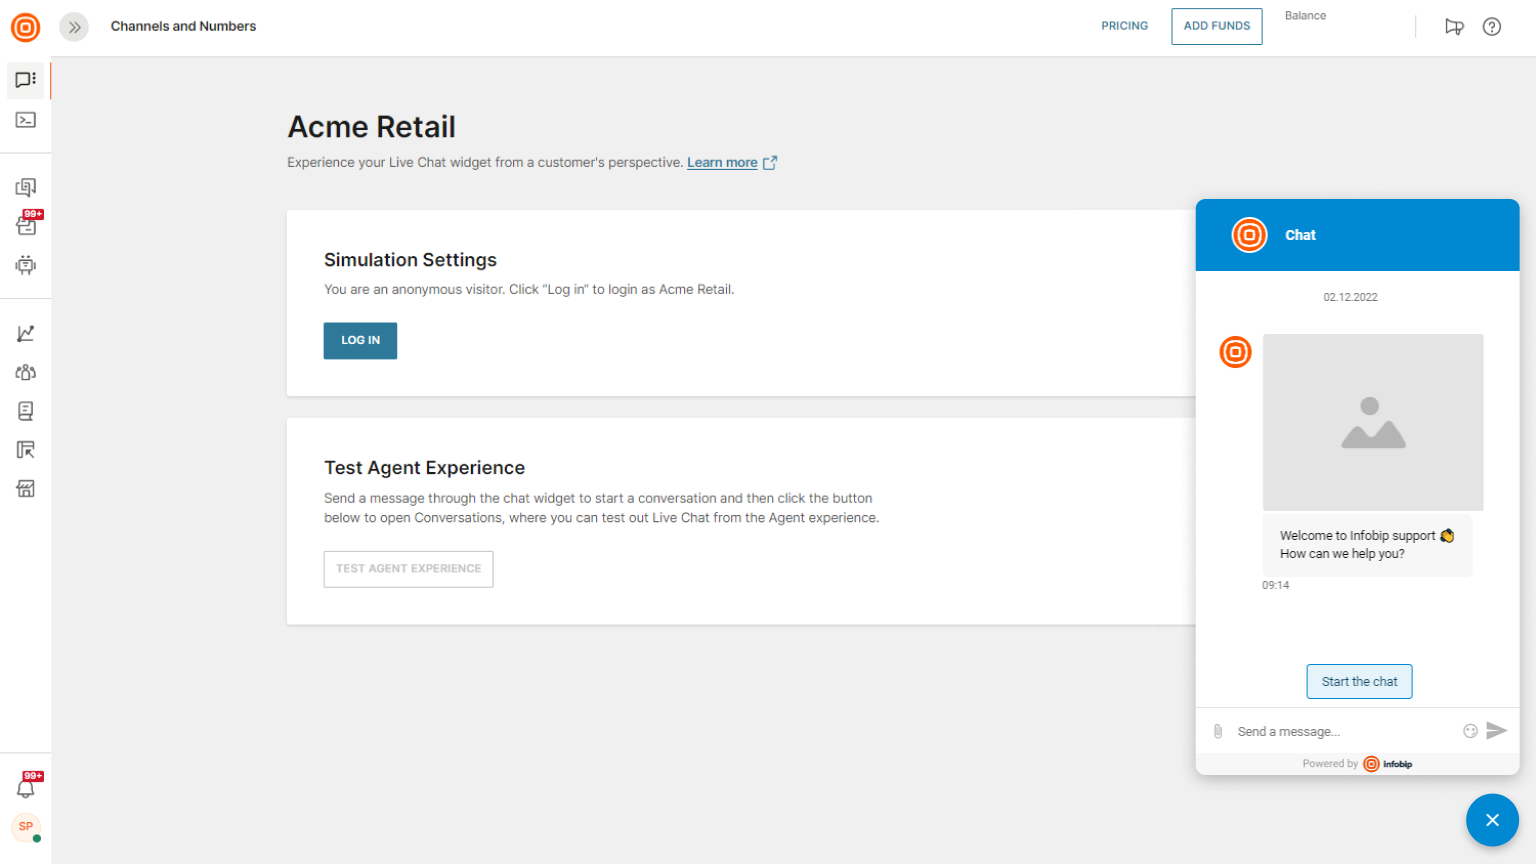 Channels and Numbers
PRICING
ADD FUNDS
Balance
99+
Acme Retail
Experience your Live Chat widget from a customer's perspective. Learn more
Simulation Settings
You are an anonymous visitor. Click “Log in” to login as Acme Retail.
LOG IN
Test Agent Experience
Send a message through the chat widget to start a conversation and then click the button
below to open Conversations, where you can test out Live Chat from the Agent experience.
TEST AGENT EXPERIENCE
Chat
02.12.2022
Welcome to Infobip support 👏
How can we help you?
09:14
Start the chat
Send a message...
Powered by infobip
99+
SP